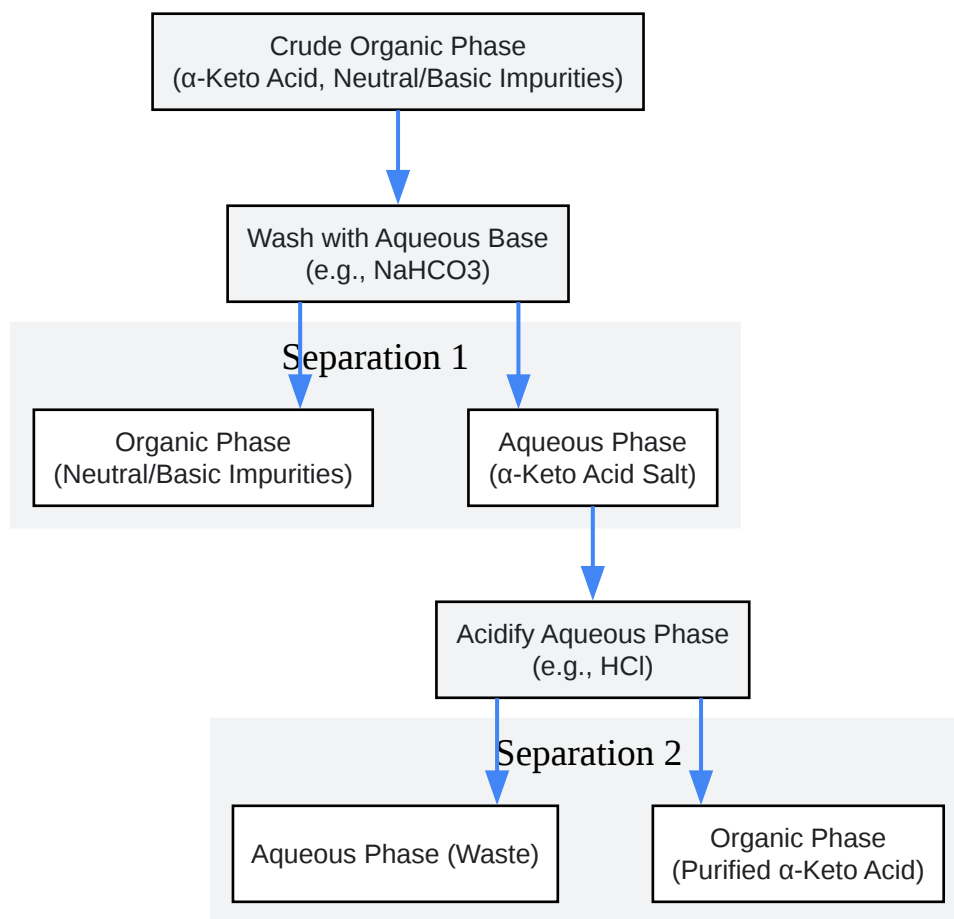 Crude Organic Phase
(α-Keto Acid, Neutral/Basic Impurities)
Wash with Aqueous Base
(e.g., NaHCO3)
Separation 1
Organic Phase
(Neutral/Basic Impurities)
Aqueous Phase
(α-Keto Acid Salt)
Acidify Aqueous Phase
(e.g., HCl)
Separation 2
Aqueous Phase (Waste)
Organic Phase
(Purified α-Keto Acid)